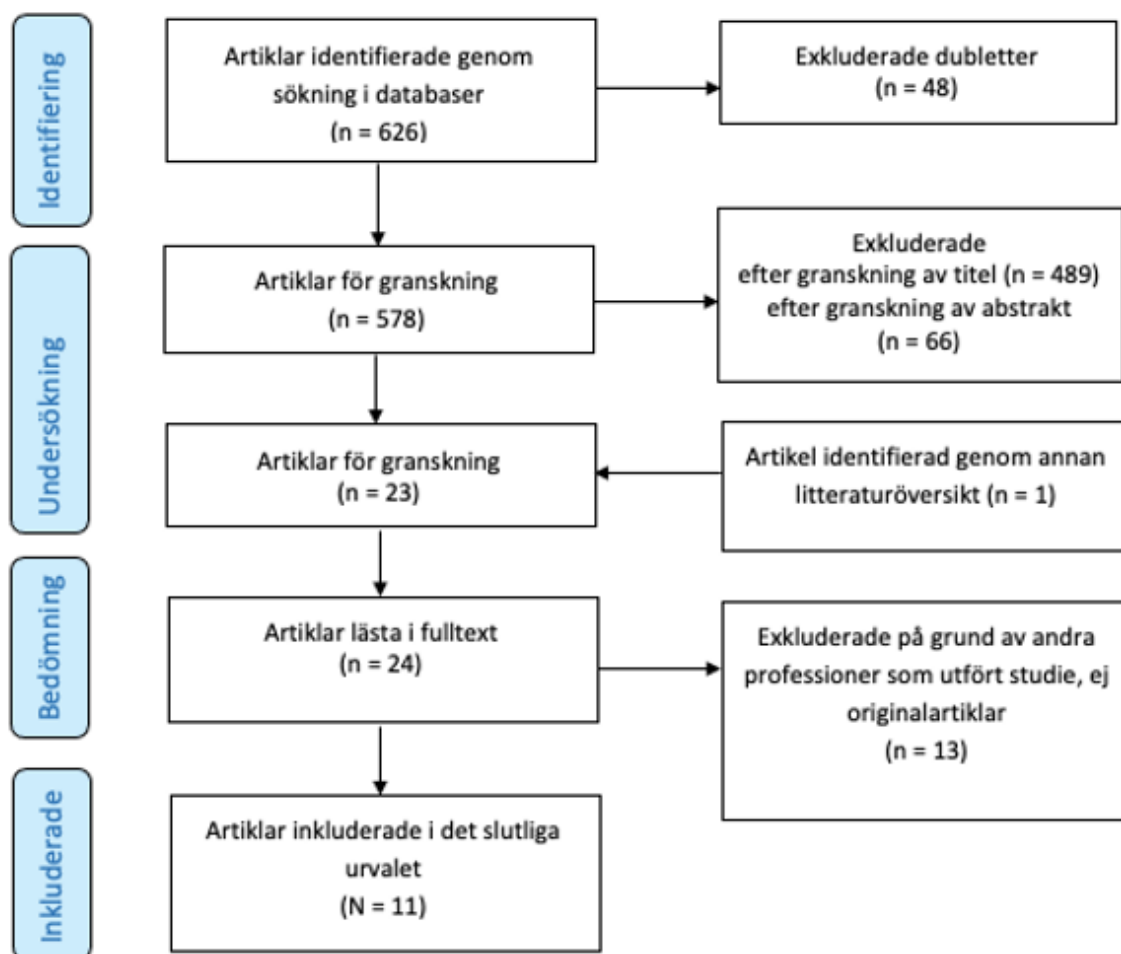 Identifiering
Artiklar identifierade genom
sökning i databaser
(n = 626)
Exkluderade dubletter
(n = 48)
Undersökning
Artiklar för granskning
(n = 578)
Exkluderade
efter granskning av titel (n = 489)
efter granskning av abstrakt
(n = 66)
Artiklar för granskning
(n = 23)
Artikel identifierad genom annan
litteraturöversikt (n = 1)
Bedömning
Artiklar lästa i fulltext
(n = 24)
Exkluderade på grund av andra
professioner som utfört studie, ej
originalartiklar
(n = 13)
Inkluderade
Artiklar inkluderade i det slutliga
urvalet
(N = 11)